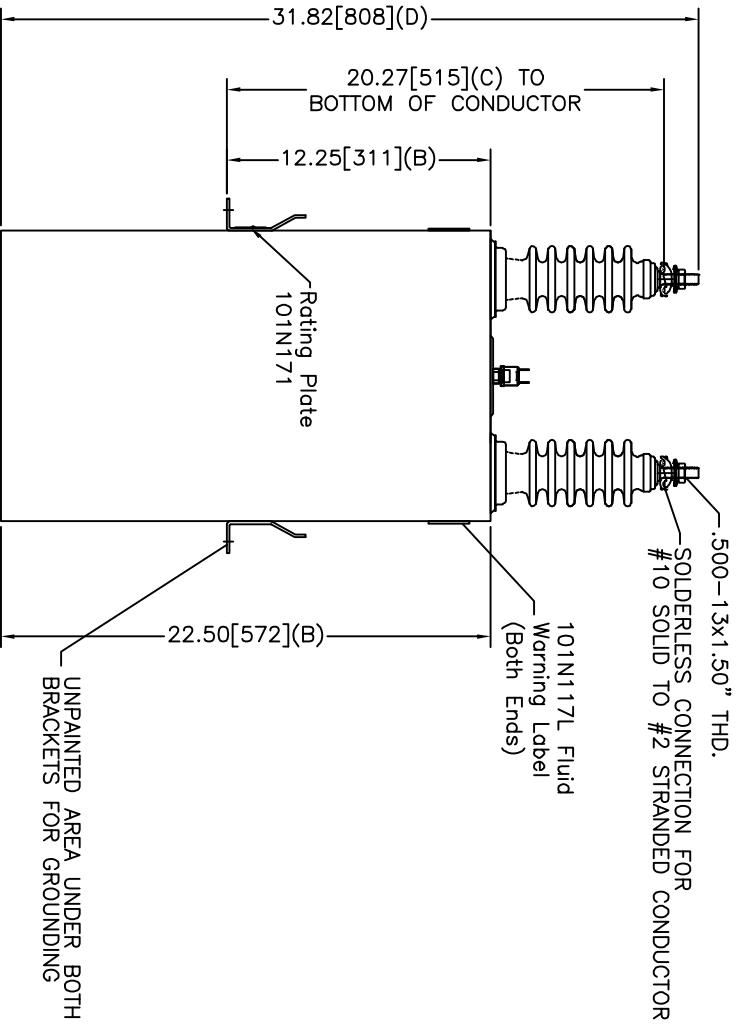 31.82[808](D)
20.27[515](C) TO
BOTTOM OF CONDUCTOR
12.25[311](B)
Rating Plate
101N171
.500-13x1.50" THD.
SOLDERLESS CONNECTION FOR
#10 SOLID TO #2 STRANDED CONDUCTOR
101N117L Fluid
Warning Label
(Both Ends)
22.50[572](B)
UNPAINTED AREA UNDER BOTH
BRACKETS FOR GROUNDING